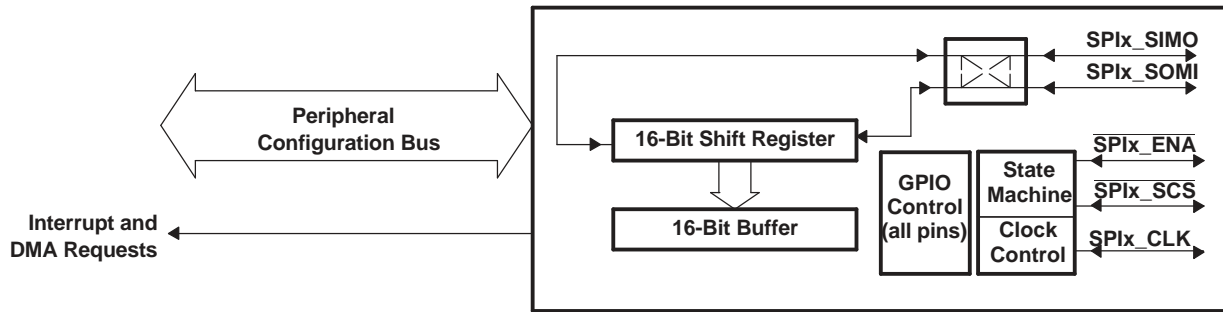 SPIx_SIMO
SPIx_SOMI
Peripheral
Configuration Bus
16-Bit Shift Register
16-Bit Buffer
Interrupt and
DMA Requests
GPIO
Control
(all pins)
State
Machine
Clock
Control
SPIx_ENA
SPIx_SCS
SPIx_CLK